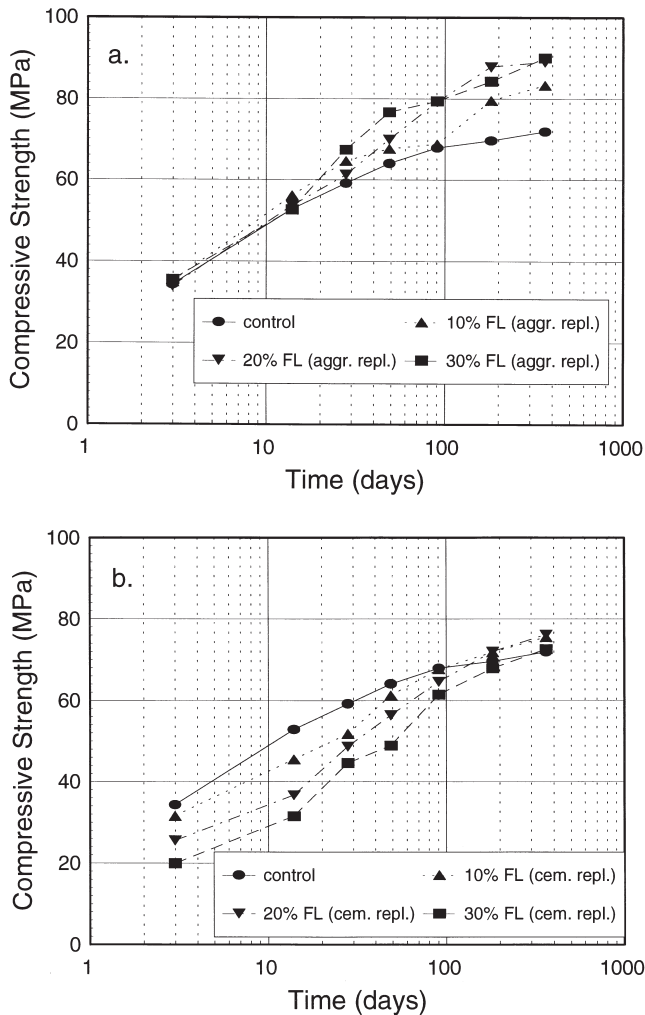 100
a.
80
60
40
20
0
Compressive Strength (MPa)
control
10% FL (aggr. repl.)
20% FL (aggr. repl.)
30% FL (aggr. repl.)
1
10
100
1000
Time (days)
100
b.
80
60
40
20
0
Compressive Strength (MPa)
control
10% FL (cem. repl.)
20% FL (cem. repl.)
30% FL (cem. repl.)
1
10
100
1000
Time (days)